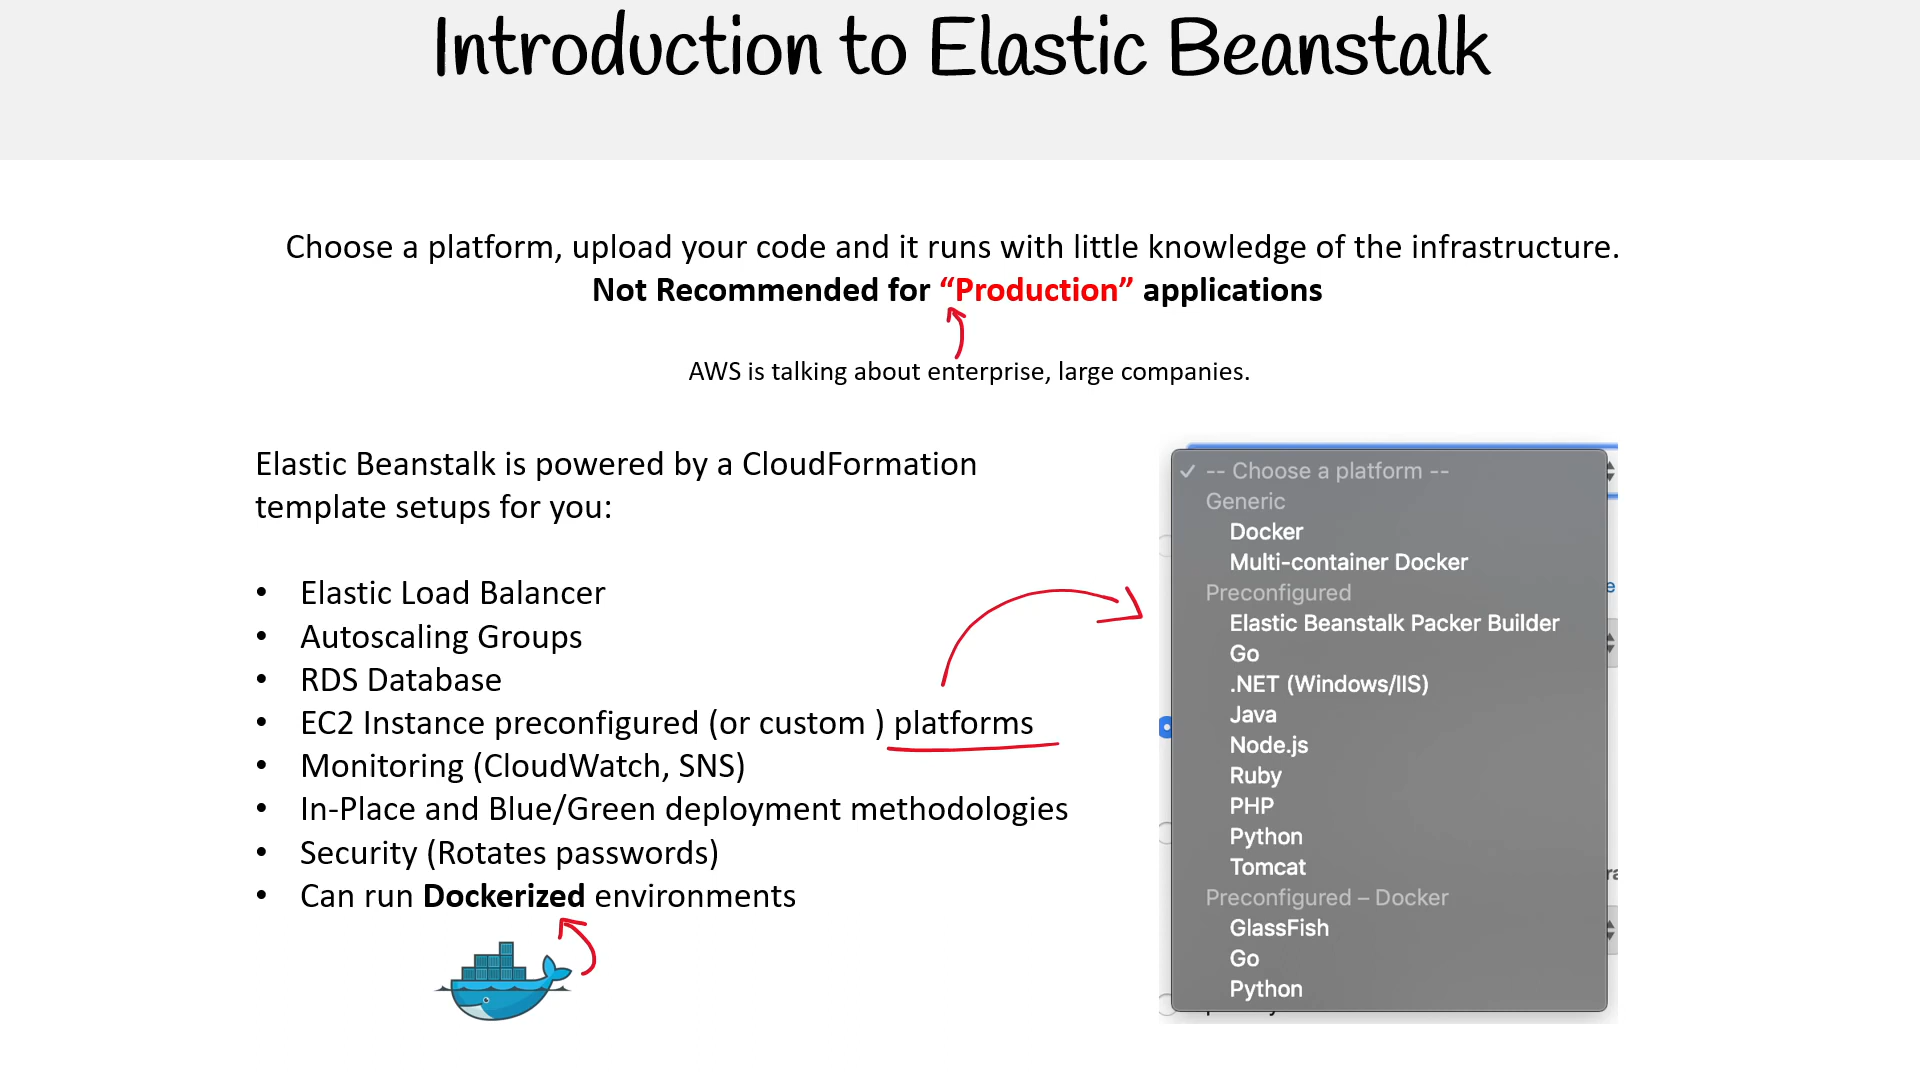 Introduction to Elastic Beanstalk
Choose a platform, upload your code and it runs with little knowledge of the infrastructure.
Not Recommended for “Production” applications
AWS is talking about enterprise, large companies.
Elastic Beanstalk is powered by a CloudFormation
template setups for you:
• Elastic Load Balancer
• Autoscaling Groups
• RDS Database
• EC2 Instance preconfigured (or custom ) platforms
• Monitoring (CloudWatch, SNS)
• In-Place and Blue/Green deployment methodologies
• Security (Rotates passwords)
• Can run Dockerized environments
✓ -- Choose a platform --
Generic
Docker
Multi-container Docker
Preconfigured
Elastic Beanstalk Packer Builder
Go
.NET (Windows/IIS)
Java
Node.js
Ruby
PHP
Python
Tomcat
Preconfigured – Docker
GlassFish
Go
Python